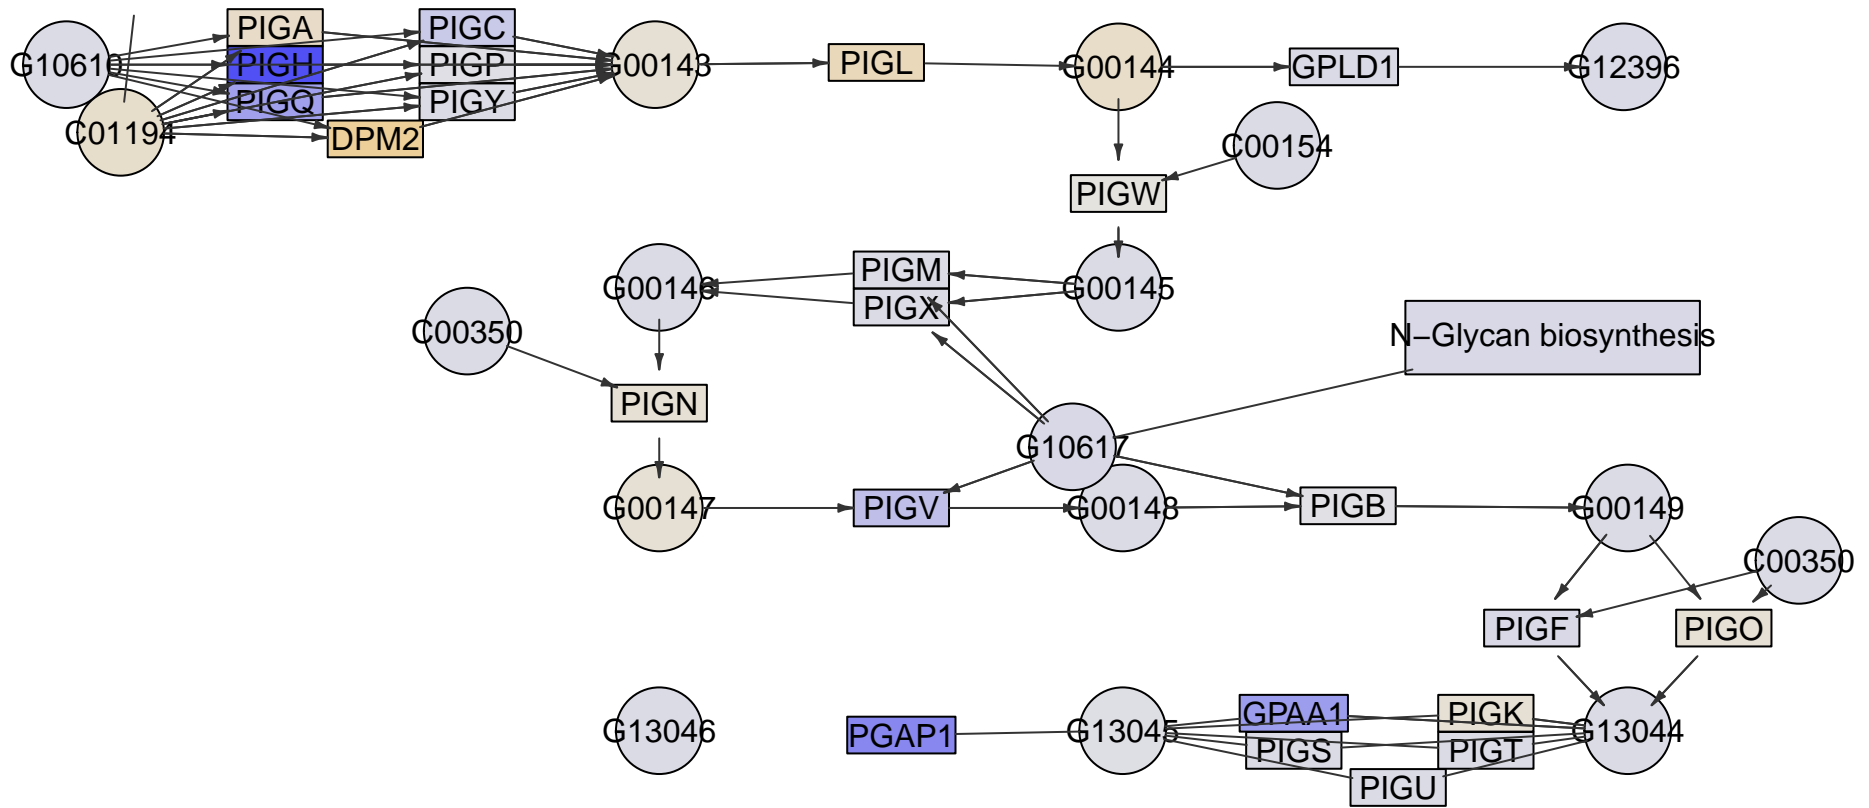 PIGA
PIGC
G10610
PIGH
PIGP
G00143
PIGL
G00144
GPLD1
G12396
PIGQ
PIGY
C01194
DPM2
C00154
PIGW
PIGM
G00146
G00145
PIGX
C00350
N–Glycan biosynthesis
PIGN
G10617
G00147
PIGV
G00148
PIGB
G00149
C00350
PIGF
PIGO
GPAA1
PIGK
G13046
PGAP1
G13045
G13044
PIGS
PIGT
PIGU